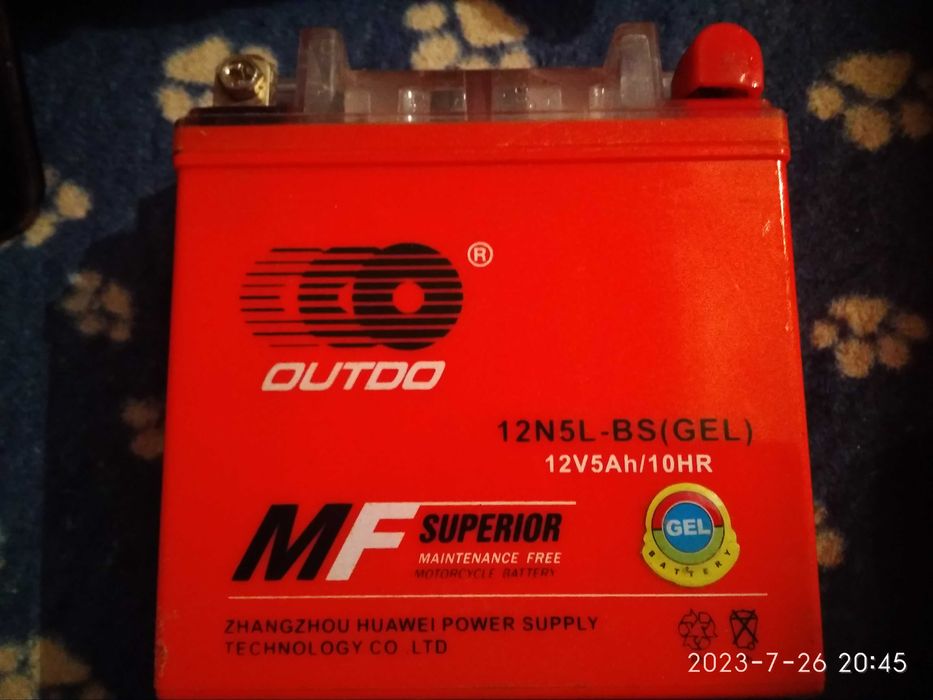 ®
OUTDO
12N5L-BS(GEL)
12V5Ah/10HR
MF SUPERIOR
MAINTENANCE FREE
MOTORCYCLE BATTERY
GEL
BATTERY
ZHANGZHOU HUAWEI POWER SUPPLY
TECHNOLOGY CO .LTD
2023-7-26 20:45